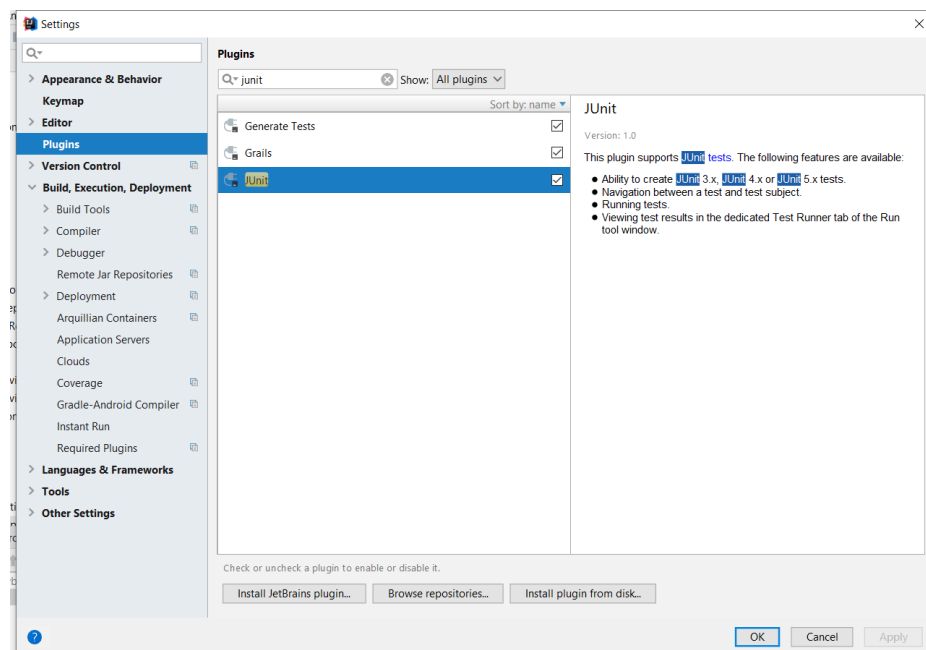 Settings
Appearance & Behavior
Keymap
Editor
Plugins
Version Control
Build, Execution, Deployment
Build Tools
Compiler
Debugger
Remote Jar Repositories
Deployment
Arquillian Containers
Application Servers
Clouds
Coverage
Gradle-Android Compiler
Instant Run
Required Plugins
Languages & Frameworks
Tools
Other Settings
Plugins
junit
Show: All plugins
Sort by: name
Generate Tests
Grails
JUnit
JUnit
Version: 1.0
This plugin supports JUnit tests. The following features are available:
Ability to create JUnit 3.x, JUnit 4.x or JUnit 5.x tests.
Navigation between a test and test subject.
Running tests.
Viewing test results in the dedicated Test Runner tab of the Run
tool window.
Check or uncheck a plugin to enable or disable it.
Install JetBrains plugin...
Browse repositories...
Install plugin from disk...
?
OK
Cancel
Apply